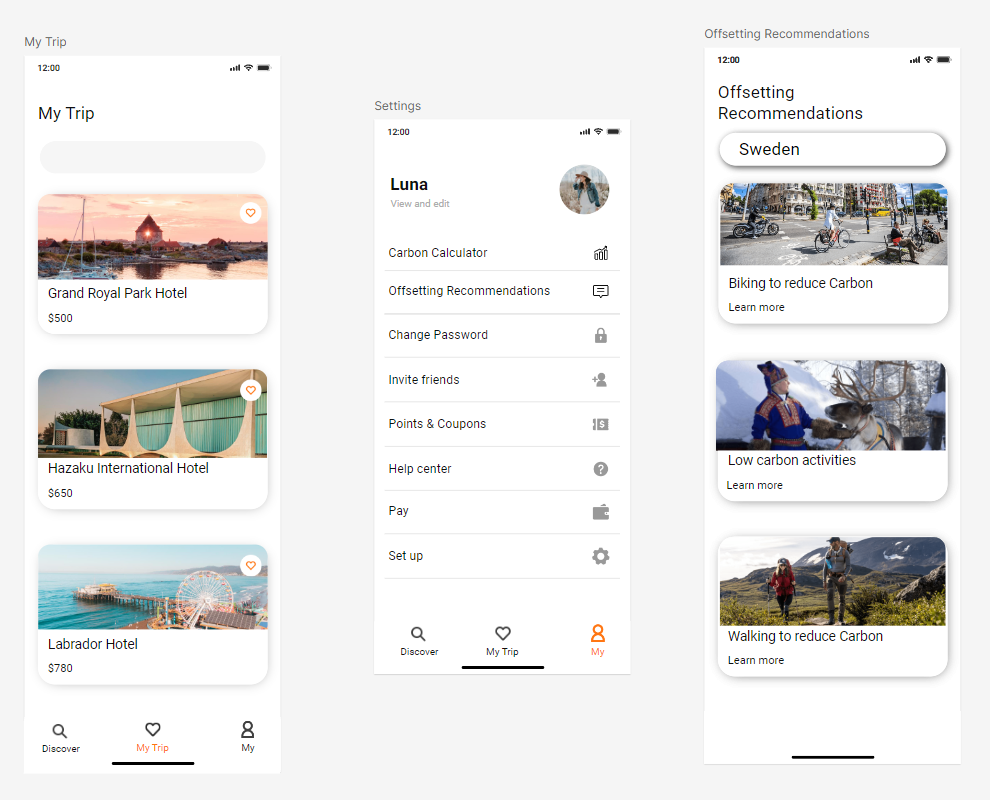 My Trip
12:00
My Trip
Grand Royal Park Hotel
$500
Hazaku International Hotel
$650
Labrador Hotel
$780
Discover
My Trip
My
Settings
12:00
Luna
View and edit
Carbon Calculator
Offsetting Recommendations
Change Password
Invite friends
Points & Coupons
$
Help center
?
Pay
Set up
Discover
My Trip
My
Offsetting Recommendations
12:00
Offsetting
Recommendations
Sweden
Biking to reduce Carbon
Learn more
Low carbon activities
Learn more
Walking to reduce Carbon
Learn more